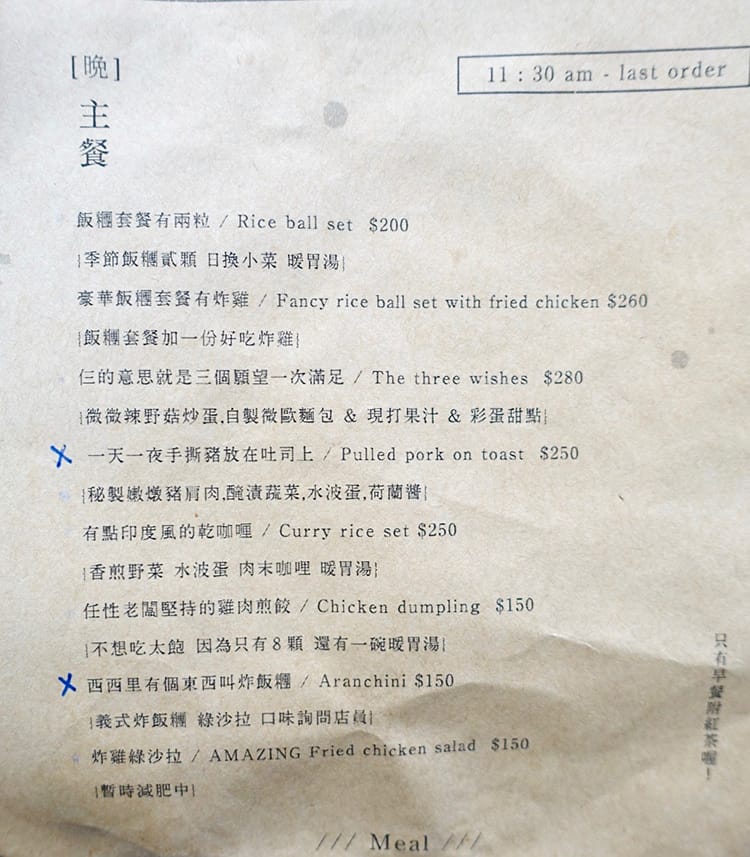 [晚]
主餐
11 : 30 am - last order
飯糰套餐有兩粒 / Rice ball set $200
|季節飯糰貳顆 日換小菜 暖胃湯|
豪華飯糰套餐有炸雞 / Fancy rice ball set with fried chicken $260
|飯糰套餐加一份好吃炸雞|
仨的意思就是三個願望一次滿足 / The three wishes $280
|微微辣野菇炒蛋,自製微歐麵包 & 現打果汁 & 彩蛋甜點|
一天一夜手撕豬放在吐司上 / Pulled pork on toast $250
|秘製嫩燉豬肩肉,醃漬蔬菜,水波蛋,荷蘭醬|
有點印度風的乾咖喱 / Curry rice set $250
|香煎野菜 水波蛋 肉末咖哩 暖胃湯|
任性老闆堅持的雞肉煎餃 / Chicken dumpling $150
|不想吃太飽 因為只有8顆 還有一碗暖胃湯|
西西里有個東西叫炸飯糰 / Aranchini $150
|義式炸飯糰 綠沙拉 口味詢問店員|
炸雞綠沙拉 / AMAZING Fried chicken salad $150
|暫時減肥中|
只有早餐附紅茶喔！
/// Meal ///